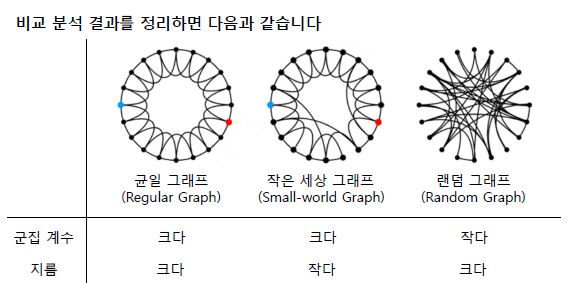 비교 분석 결과를 정리하면 다음과 같습니다
균일 그래프
(Regular Graph)
작은 세상 그래프
(Small-world Graph)
랜덤 그래프
(Random Graph)
군집 계수 크다 크다 작다
지름 크다 작다 크다